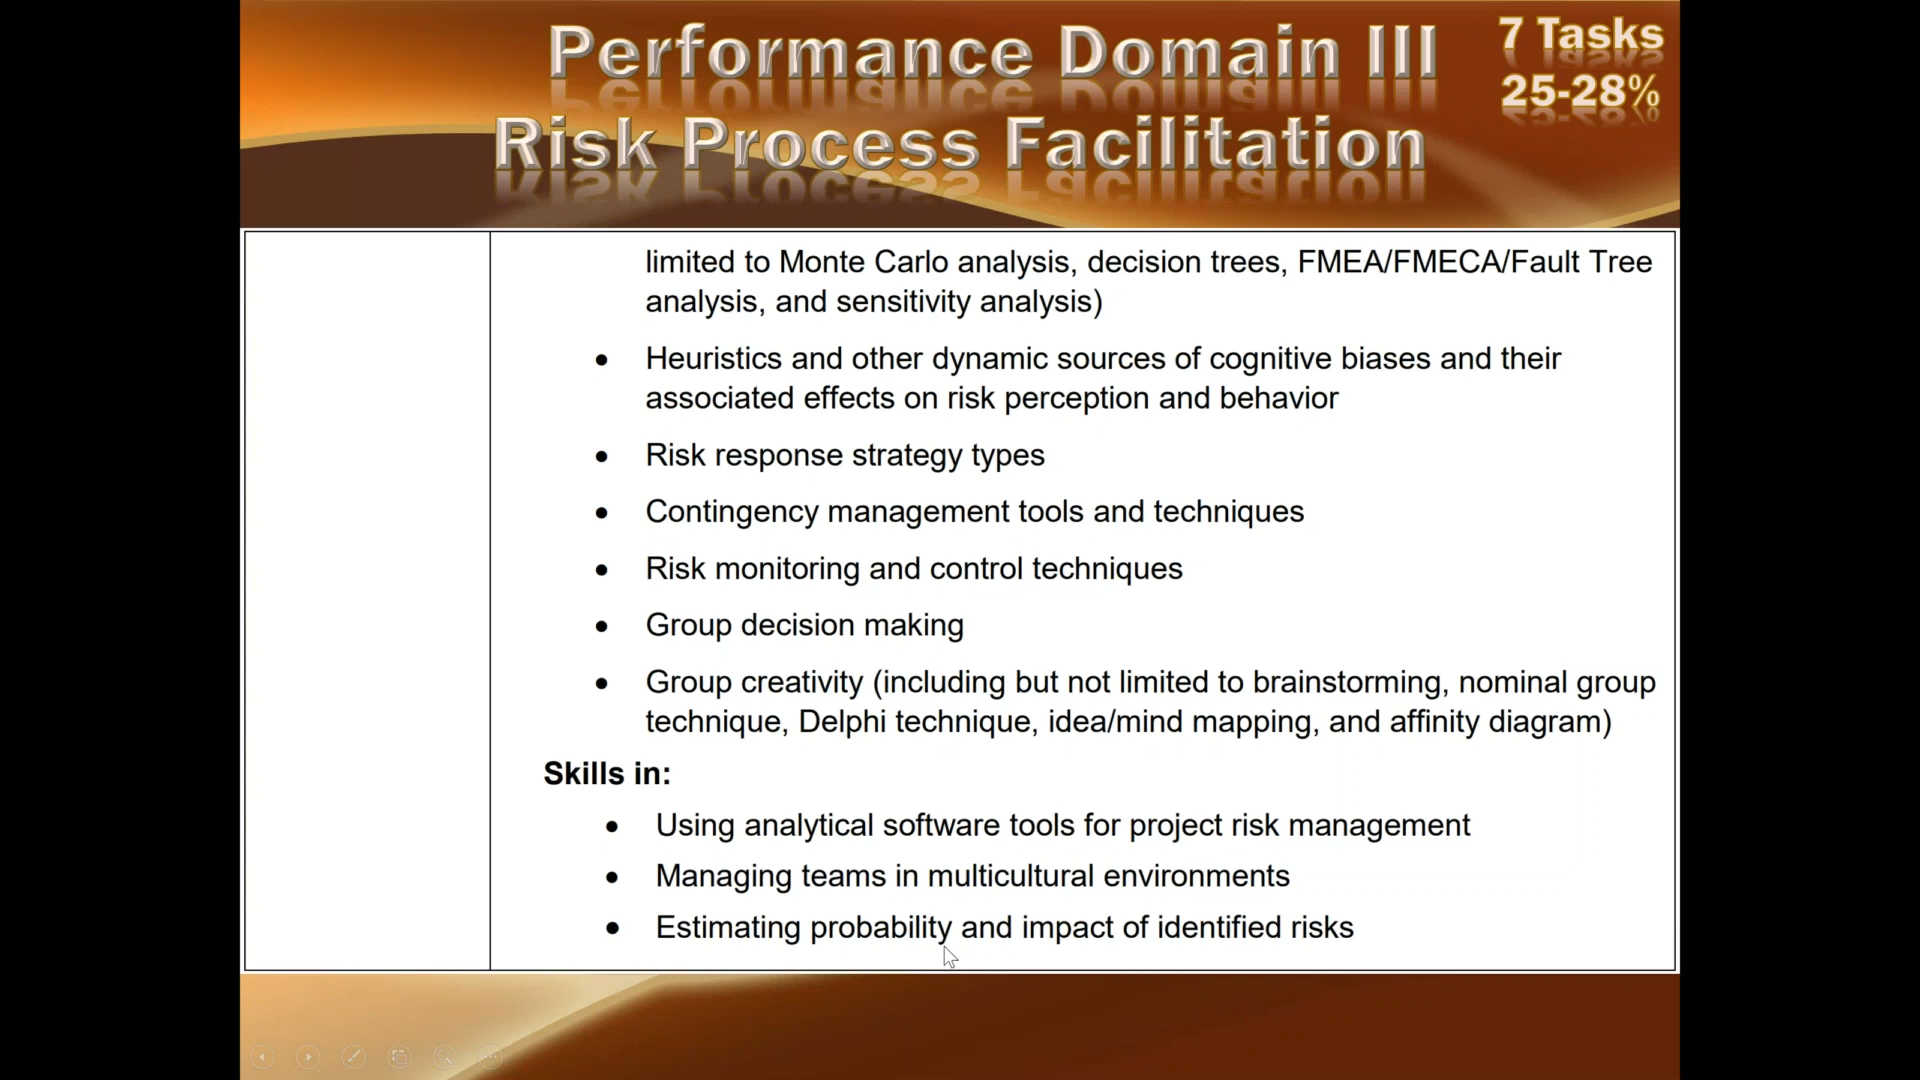 Performance Domain III
Risk Process Facilitation
7 Tasks
25-28%
limited to Monte Carlo analysis, decision trees, FMEA/FMECA/Fault Tree
analysis, and sensitivity analysis)
• Heuristics and other dynamic sources of cognitive biases and their
associated effects on risk perception and behavior
• Risk response strategy types
• Contingency management tools and techniques
• Risk monitoring and control techniques
• Group decision making
• Group creativity (including but not limited to brainstorming, nominal group
technique, Delphi technique, idea/mind mapping, and affinity diagram)
Skills in:
• Using analytical software tools for project risk management
• Managing teams in multicultural environments
• Estimating probability and impact of identified risks